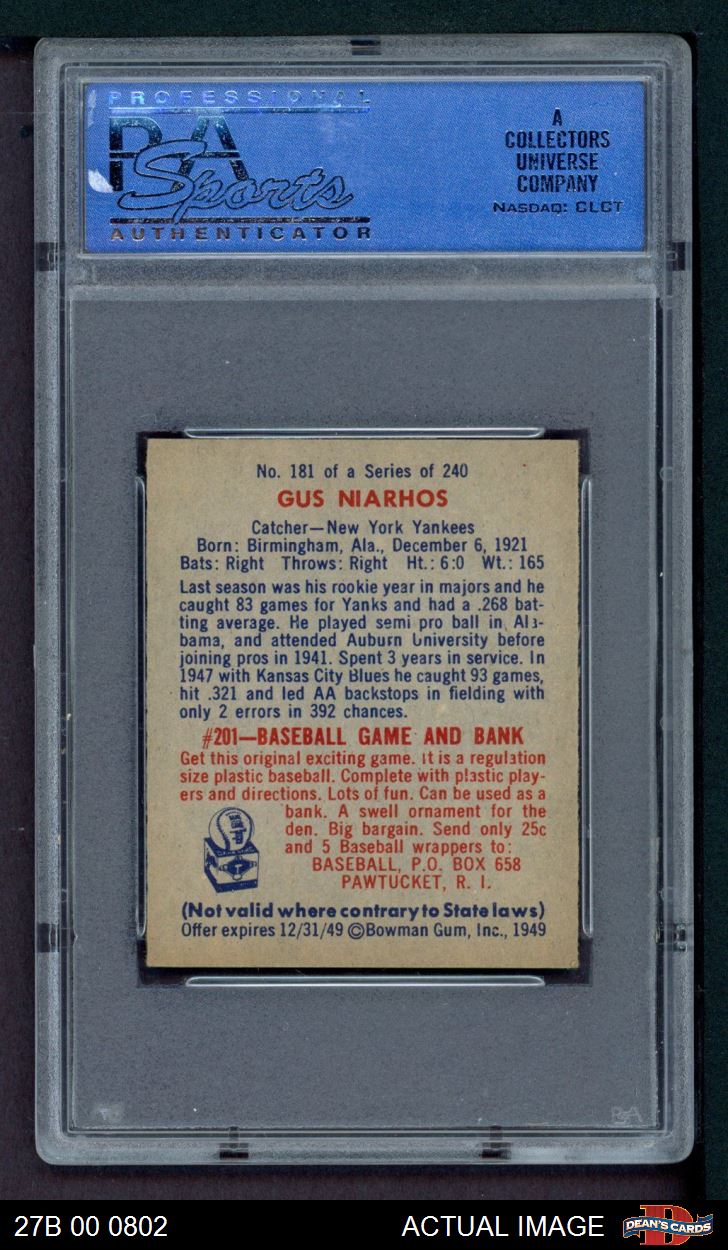 PROFESSIONAL
PSA
Sports
AUTHENTICATOR
A
COLLECTORS
UNIVERSE
COMPANY
NASDAQ: CLCT
No. 181 of a Series of 240
GUS NIARHOS
Catcher—New York Yankees
Born: Birmingham, Ala., December 6, 1921
Bats: Right Throws: Right Ht.: 6:0 Wt.: 165
Last season was his rookie year in majors and he
caught 83 games for Yanks and had a .268 bat-
ting average. He played semi pro ball in Ala-
bama, and attended Auburn University before
joining pros in 1941. Spent 3 years in service. In
1947 with Kansas City Blues he caught 93 games,
hit .321 and led AA backstops in fielding with
only 2 errors in 392 chances.
#201—BASEBALL GAME AND BANK
Get this original exciting game. It is a regulation
size plastic baseball. Complete with plastic play-
ers and directions. Lots of fun. Can be used as a
bank. A swell ornament for the
den. Big bargain. Send only 25c
and 5 Baseball wrappers to:
BASEBALL, P.O. BOX 658
PAWTUCKET, R. I.
(Not valid where contrary to State laws)
Offer expires 12/31/49 ©Bowman Gum, Inc., 1949
PSA
27B 00 0802
ACTUAL IMAGE
DEAN'S CARDS